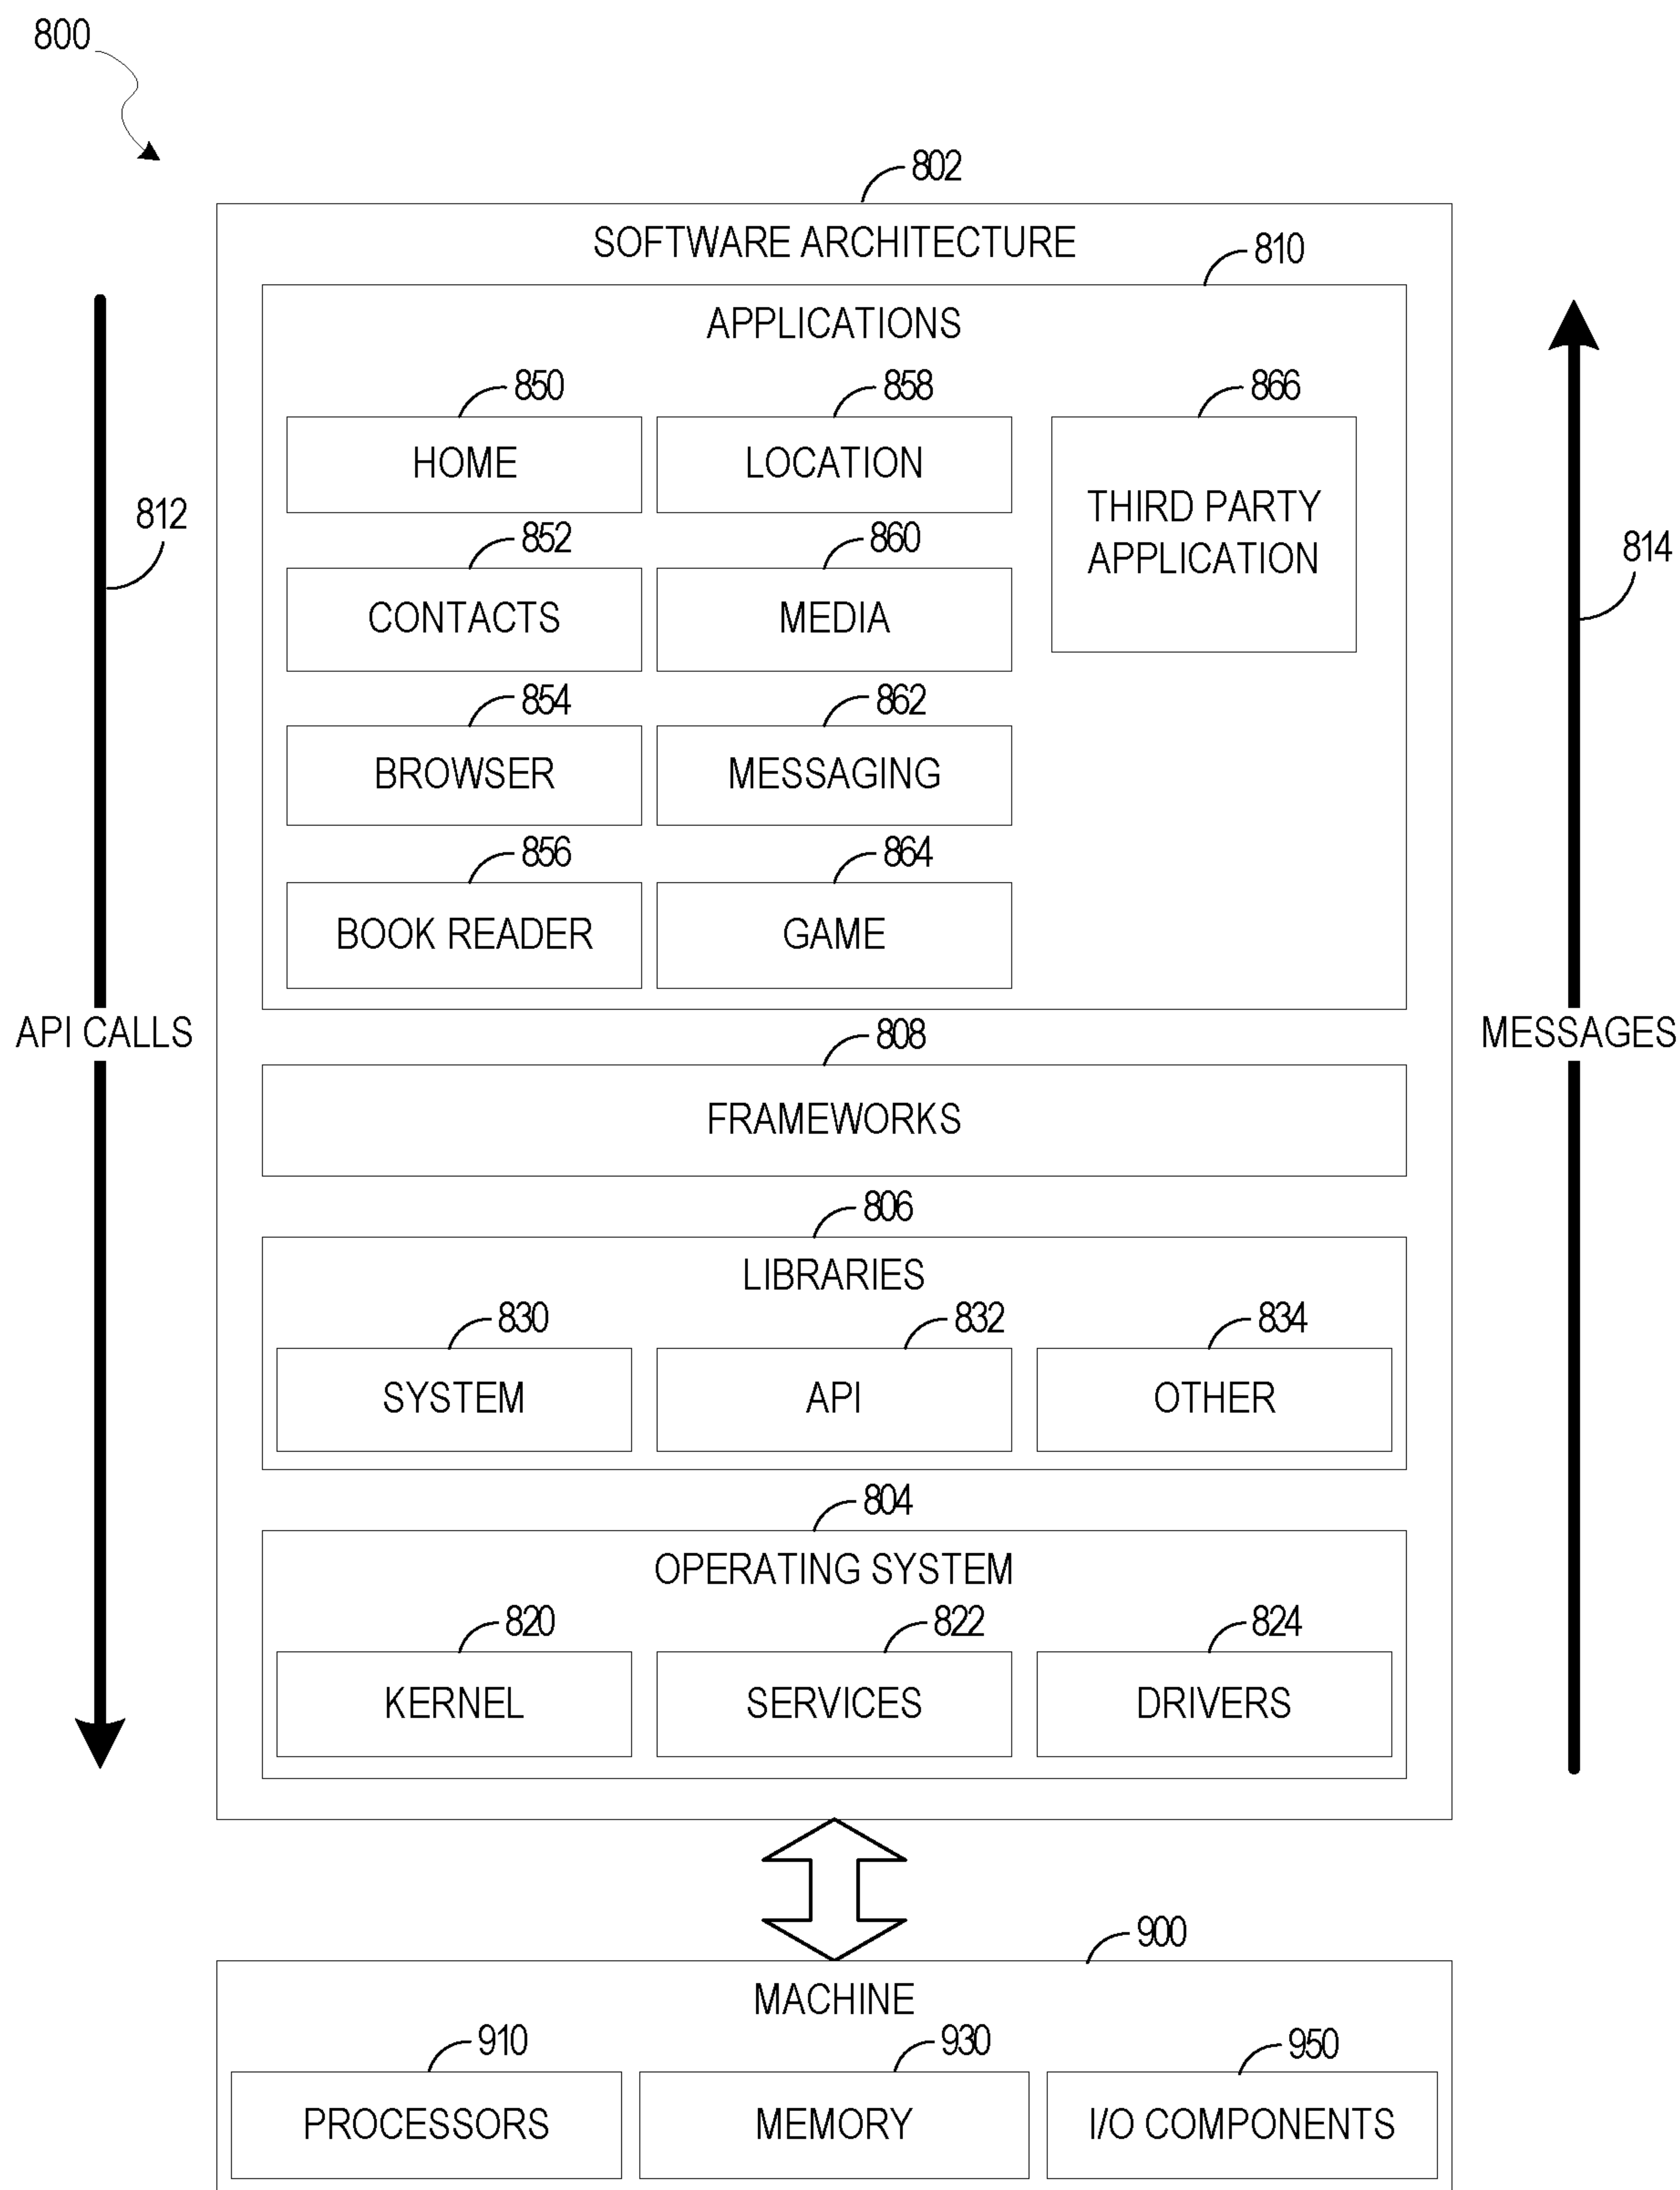 800
802
SOFTWARE ARCHITECTURE
810
APPLICATIONS
850
858
866
HOME
LOCATION
THIRD PARTY
APPLICATION
812
852
860
814
CONTACTS
MEDIA
854
862
BROWSER
MESSAGING
856
864
BOOK READER
GAME
API CALLS
MESSAGES
808
FRAMEWORKS
806
LIBRARIES
830
832
834
SYSTEM
API
OTHER
804
OPERATING SYSTEM
820
822
824
KERNEL
SERVICES
DRIVERS
900
MACHINE
910
930
950
PROCESSORS
MEMORY
I/O COMPONENTS